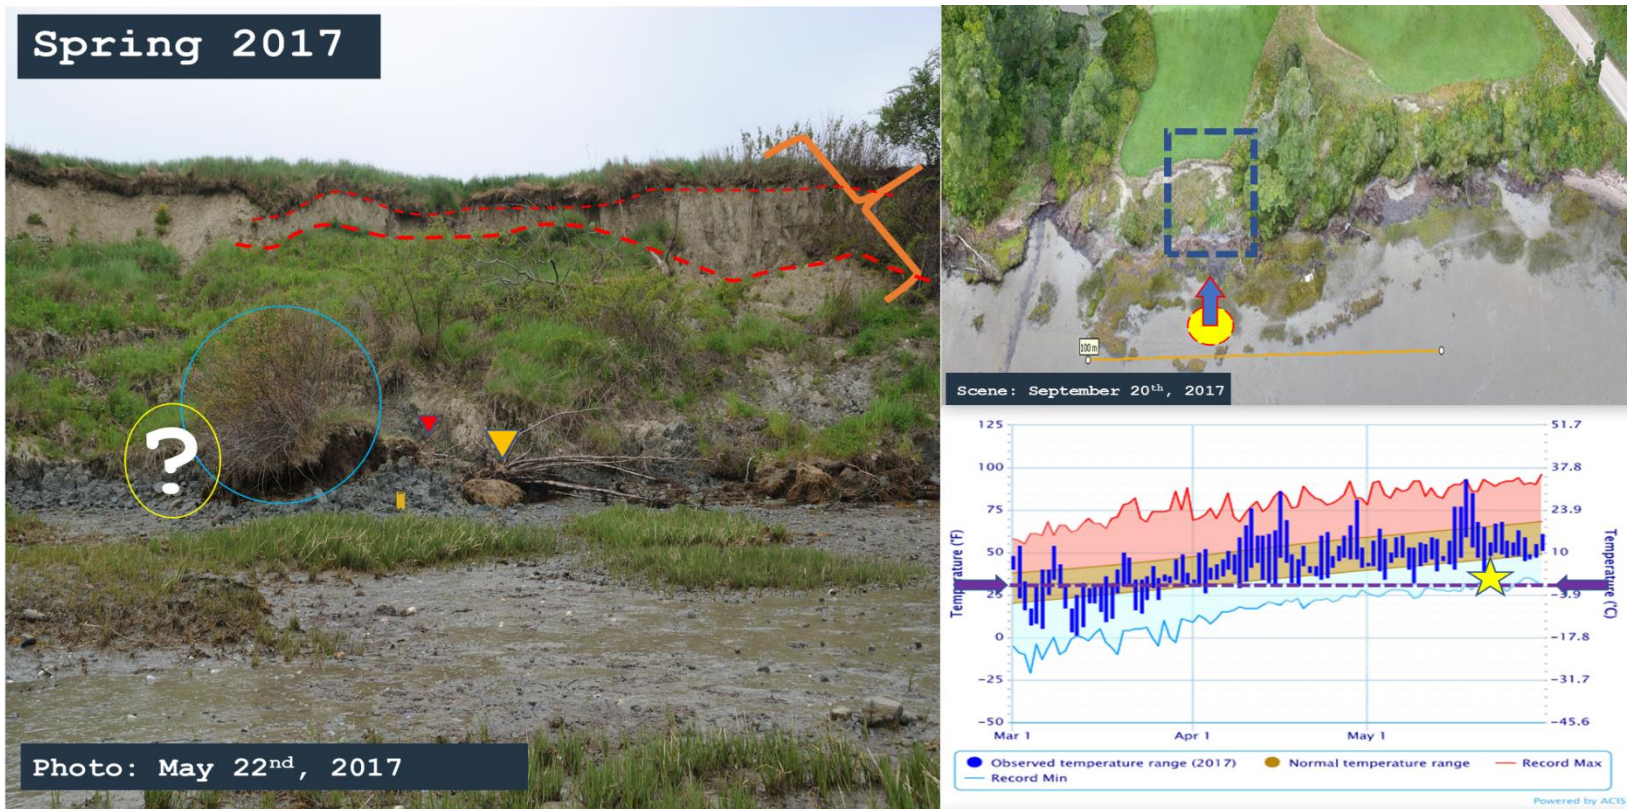 Spring 2017
?
Photo: May 22nd, 2017
100 m
Scene: September 20th, 2017
125
100
75
50
25
0
-25
-50
Temperature (°F)
51.7
37.8
23.9
10
-3.9
-17.8
-31.7
-45.6
Temperature (°C)
Mar 1
Apr 1
May 1
Observed temperature range (2017)
Normal temperature range
Record Max
Record Min
Powered by ACIS